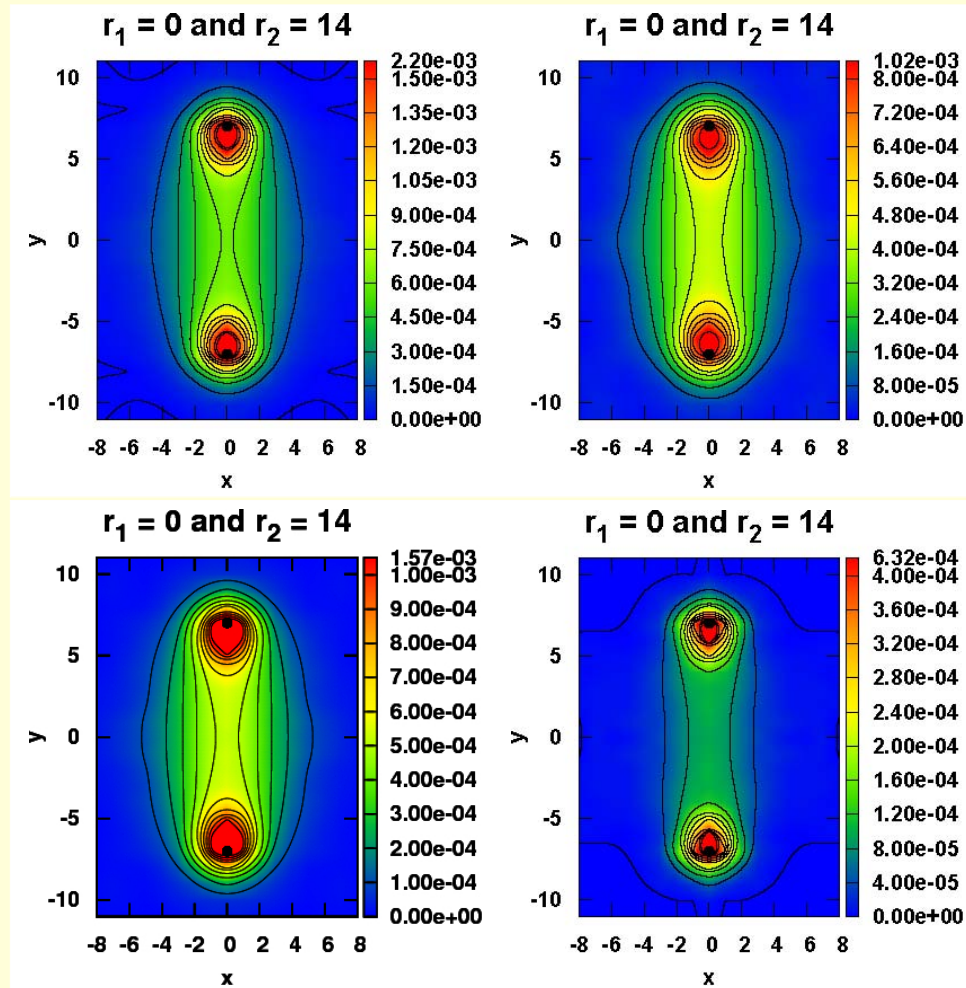 r1 = 0 and r2 = 14
2.20e-03
1.50e-03
1.35e-03
1.20e-03
1.05e-03
9.00e-04
7.50e-04
6.00e-04
4.50e-04
3.00e-04
1.50e-04
0.00e+00
10
5
0
-5
-10
y
-8 -6 -4 -2 0 2 4 6 8
x
r1 = 0 and r2 = 14
1.02e-03
8.00e-04
7.20e-04
6.40e-04
5.60e-04
4.80e-04
4.00e-04
3.20e-04
2.40e-04
1.60e-04
8.00e-05
0.00e+00
10
5
0
-5
-10
y
-8 -6 -4 -2 0 2 4 6 8
x
r1 = 0 and r2 = 14
1.57e-03
1.00e-03
9.00e-04
8.00e-04
7.00e-04
6.00e-04
5.00e-04
4.00e-04
3.00e-04
2.00e-04
1.00e-04
0.00e+00
10
5
0
-5
-10
y
-8 -6 -4 -2 0 2 4 6 8
x
r1 = 0 and r2 = 14
6.32e-04
4.00e-04
3.60e-04
3.20e-04
2.80e-04
2.40e-04
2.00e-04
1.60e-04
1.20e-04
8.00e-05
4.00e-05
0.00e+00
10
5
0
-5
-10
y
-8 -6 -4 -2 0 2 4 6 8
x